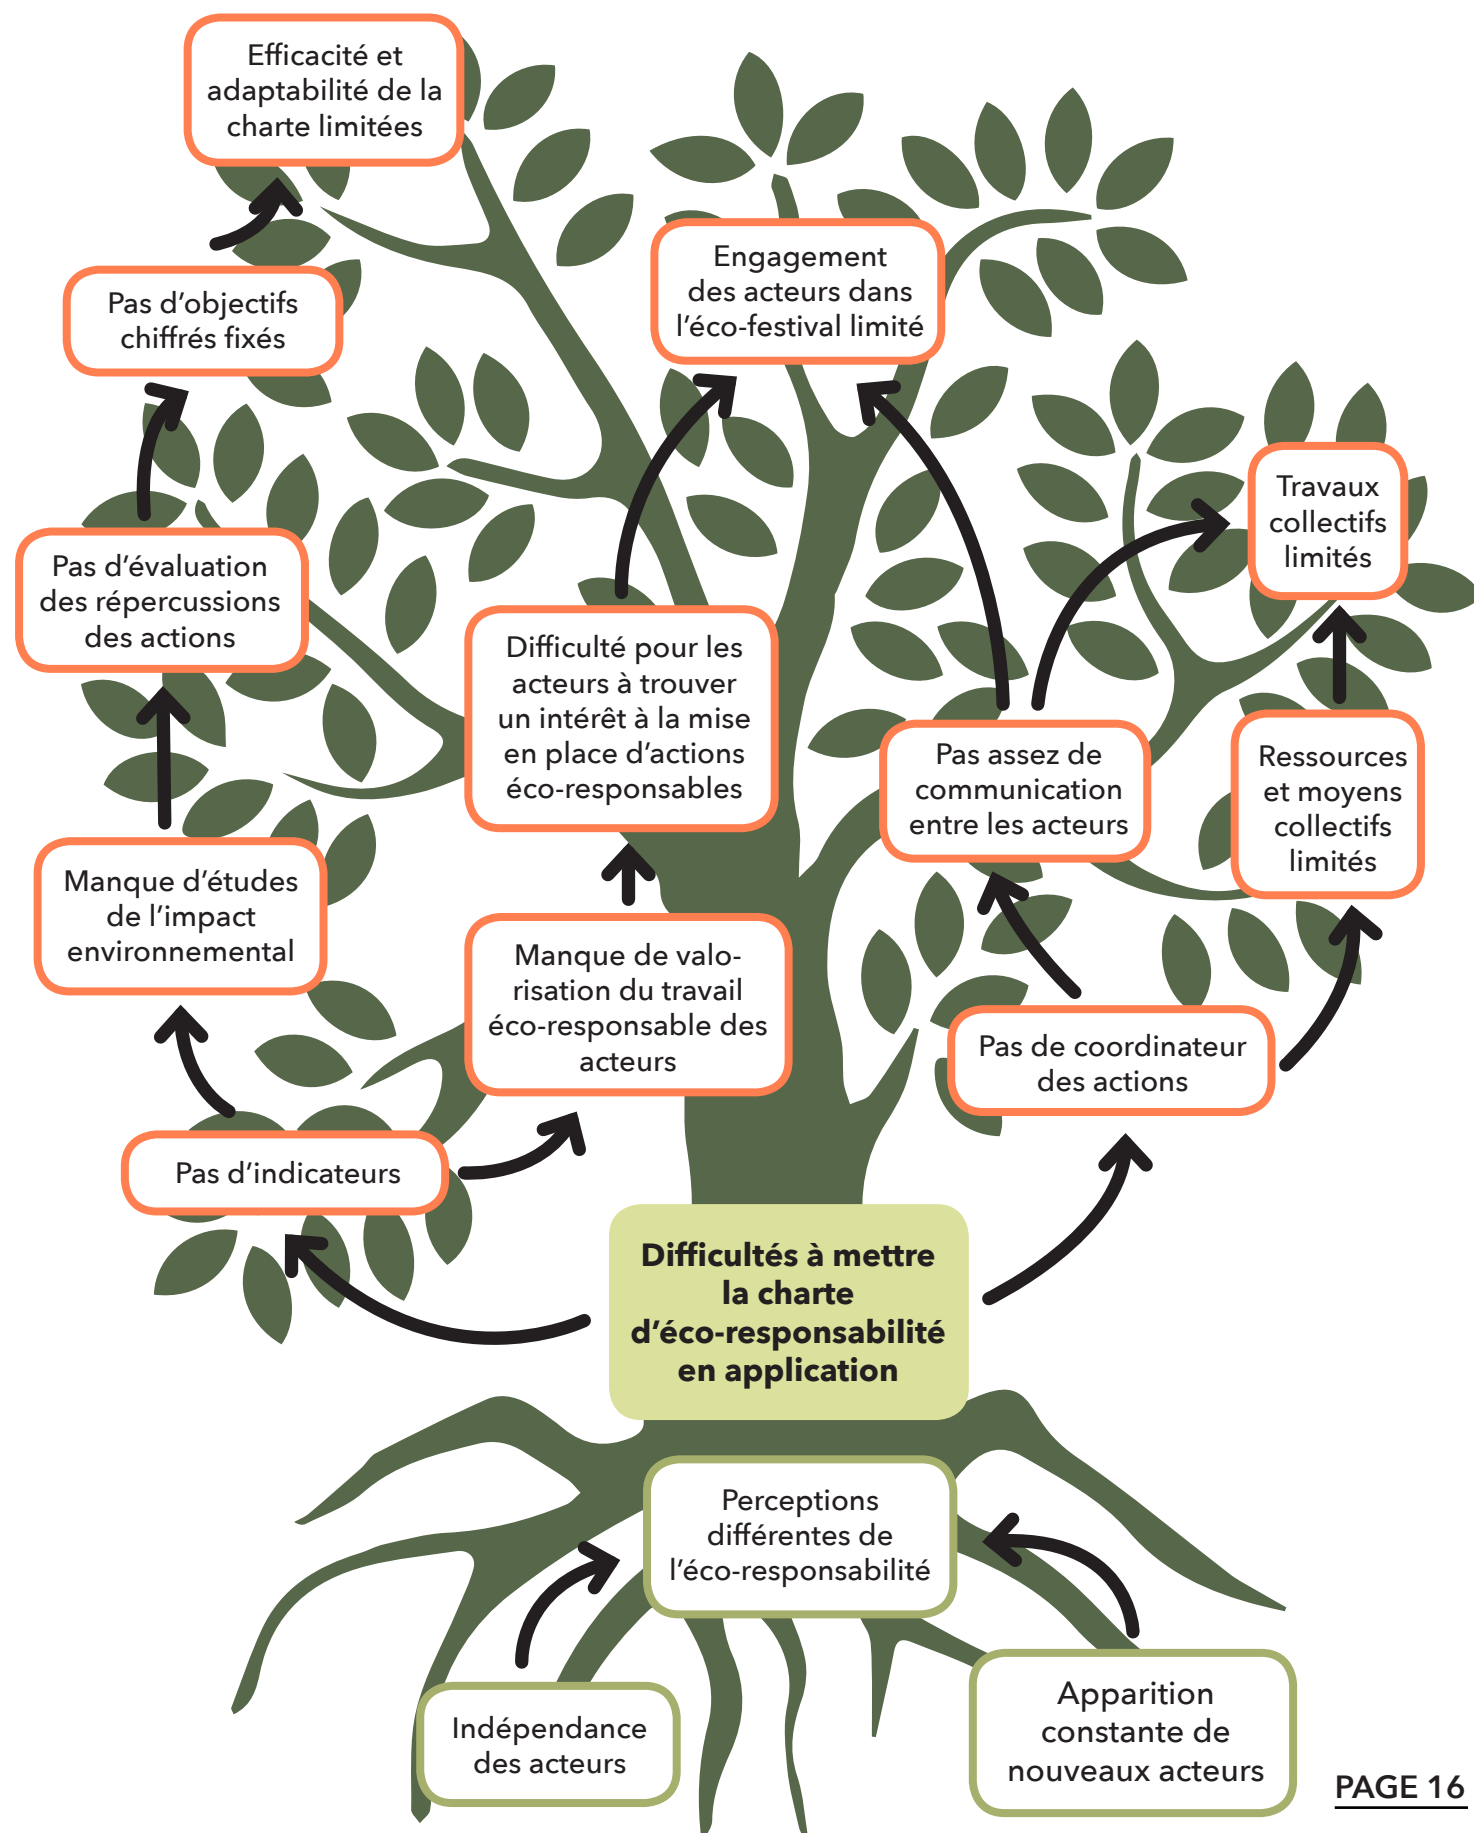 Efficacité et
adaptabilité de la
charte limitées
Engagement
des acteurs dans
l'éco-festival limité
Pas d'objectifs
chiffrés fixés
Travaux
collectifs
limités
Pas d'évaluation
des répercussions
des actions
Difficulté pour les
acteurs à trouver
un intérêt à la mise
en place d'actions
éco-responsables
Pas assez de
communication
entre les acteurs
Ressources
et moyens
collectifs
limités
Manque d'études
de l'impact
environnemental
Manque de valo-
risation du travail
éco-responsable des
acteurs
Pas de coordinateur
des actions
Pas d'indicateurs
Difficultés à mettre
la charte
d'éco-responsabilité
en application
Perceptions
différentes de
l'éco-responsabilité
Indépendance
des acteurs
Apparition
constante de
nouveaux acteurs
PAGE 16